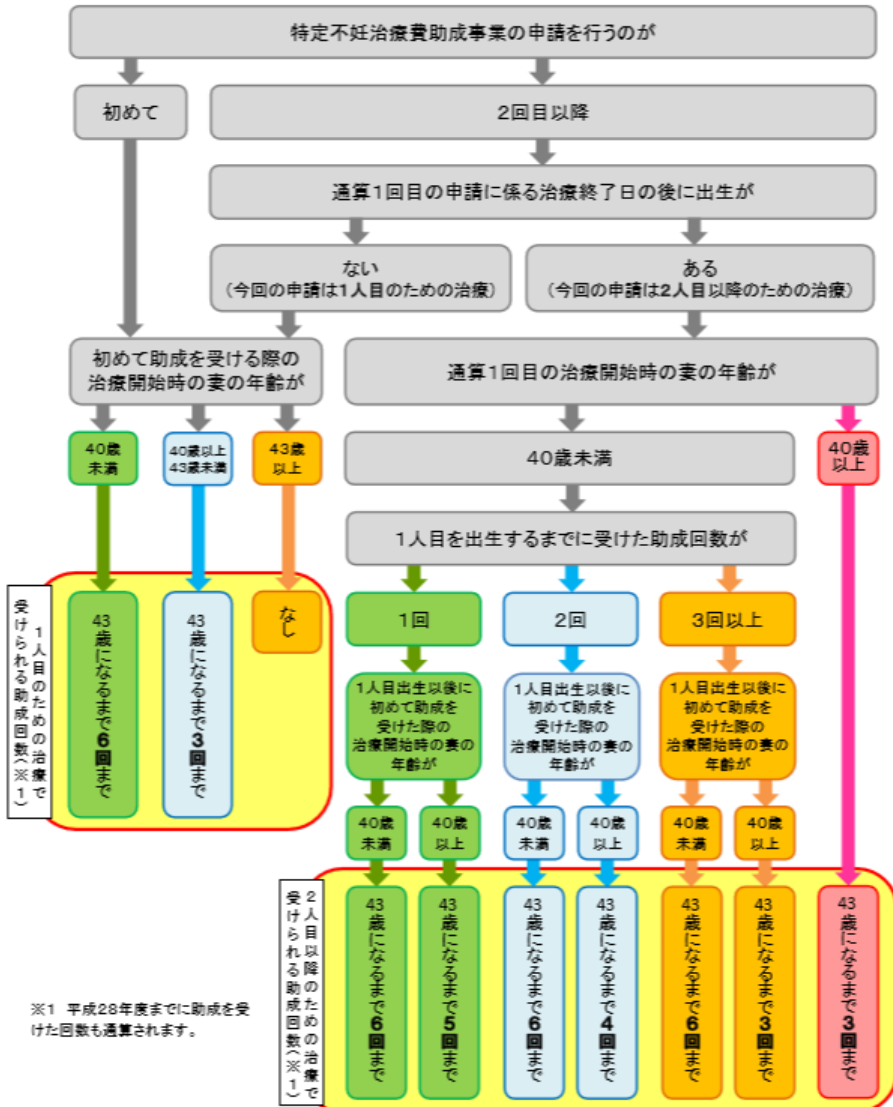 特定不妊治療費助成事業の申請を行うのが
初めて
2回目以降
通算1回目の申請に係る治療終了日の後に出生が
ない
(今回の申請は1人目のための治療)
ある
(今回の申請は2人目以降のための治療)
初めて助成を受ける際の
治療開始時の妻の年齢が
通算1回目の治療開始時の妻の年齢が
40歳
未満
40歳以上
43歳未満
43歳
以上
40歳未満
40歳
以上
1人目を出生するまでに受けた助成回数が
1人目のための治療で
受けられる助成回数(※1)
43歳になるまで6回まで
43歳になるまで3回まで
なし
1回
2回
3回以上
1人目出生以後に
初めて助成を
受けた際の
治療開始時の妻の
年齢が
1人目出生以後に
初めて助成を
受けた際の
治療開始時の妻の
年齢が
1人目出生以後に
初めて助成を
受けた際の
治療開始時の妻の
年齢が
40歳
未満
40歳
以上
40歳
未満
40歳
以上
40歳
未満
40歳
以上
2人目以降のための治療で
受けられる助成回数(※1)
43歳になるまで6回まで
43歳になるまで5回まで
43歳になるまで6回まで
43歳になるまで4回まで
43歳になるまで6回まで
43歳になるまで3回まで
43歳になるまで3回まで
※1 平成28年度までに助成を受
けた回数も通算されます。